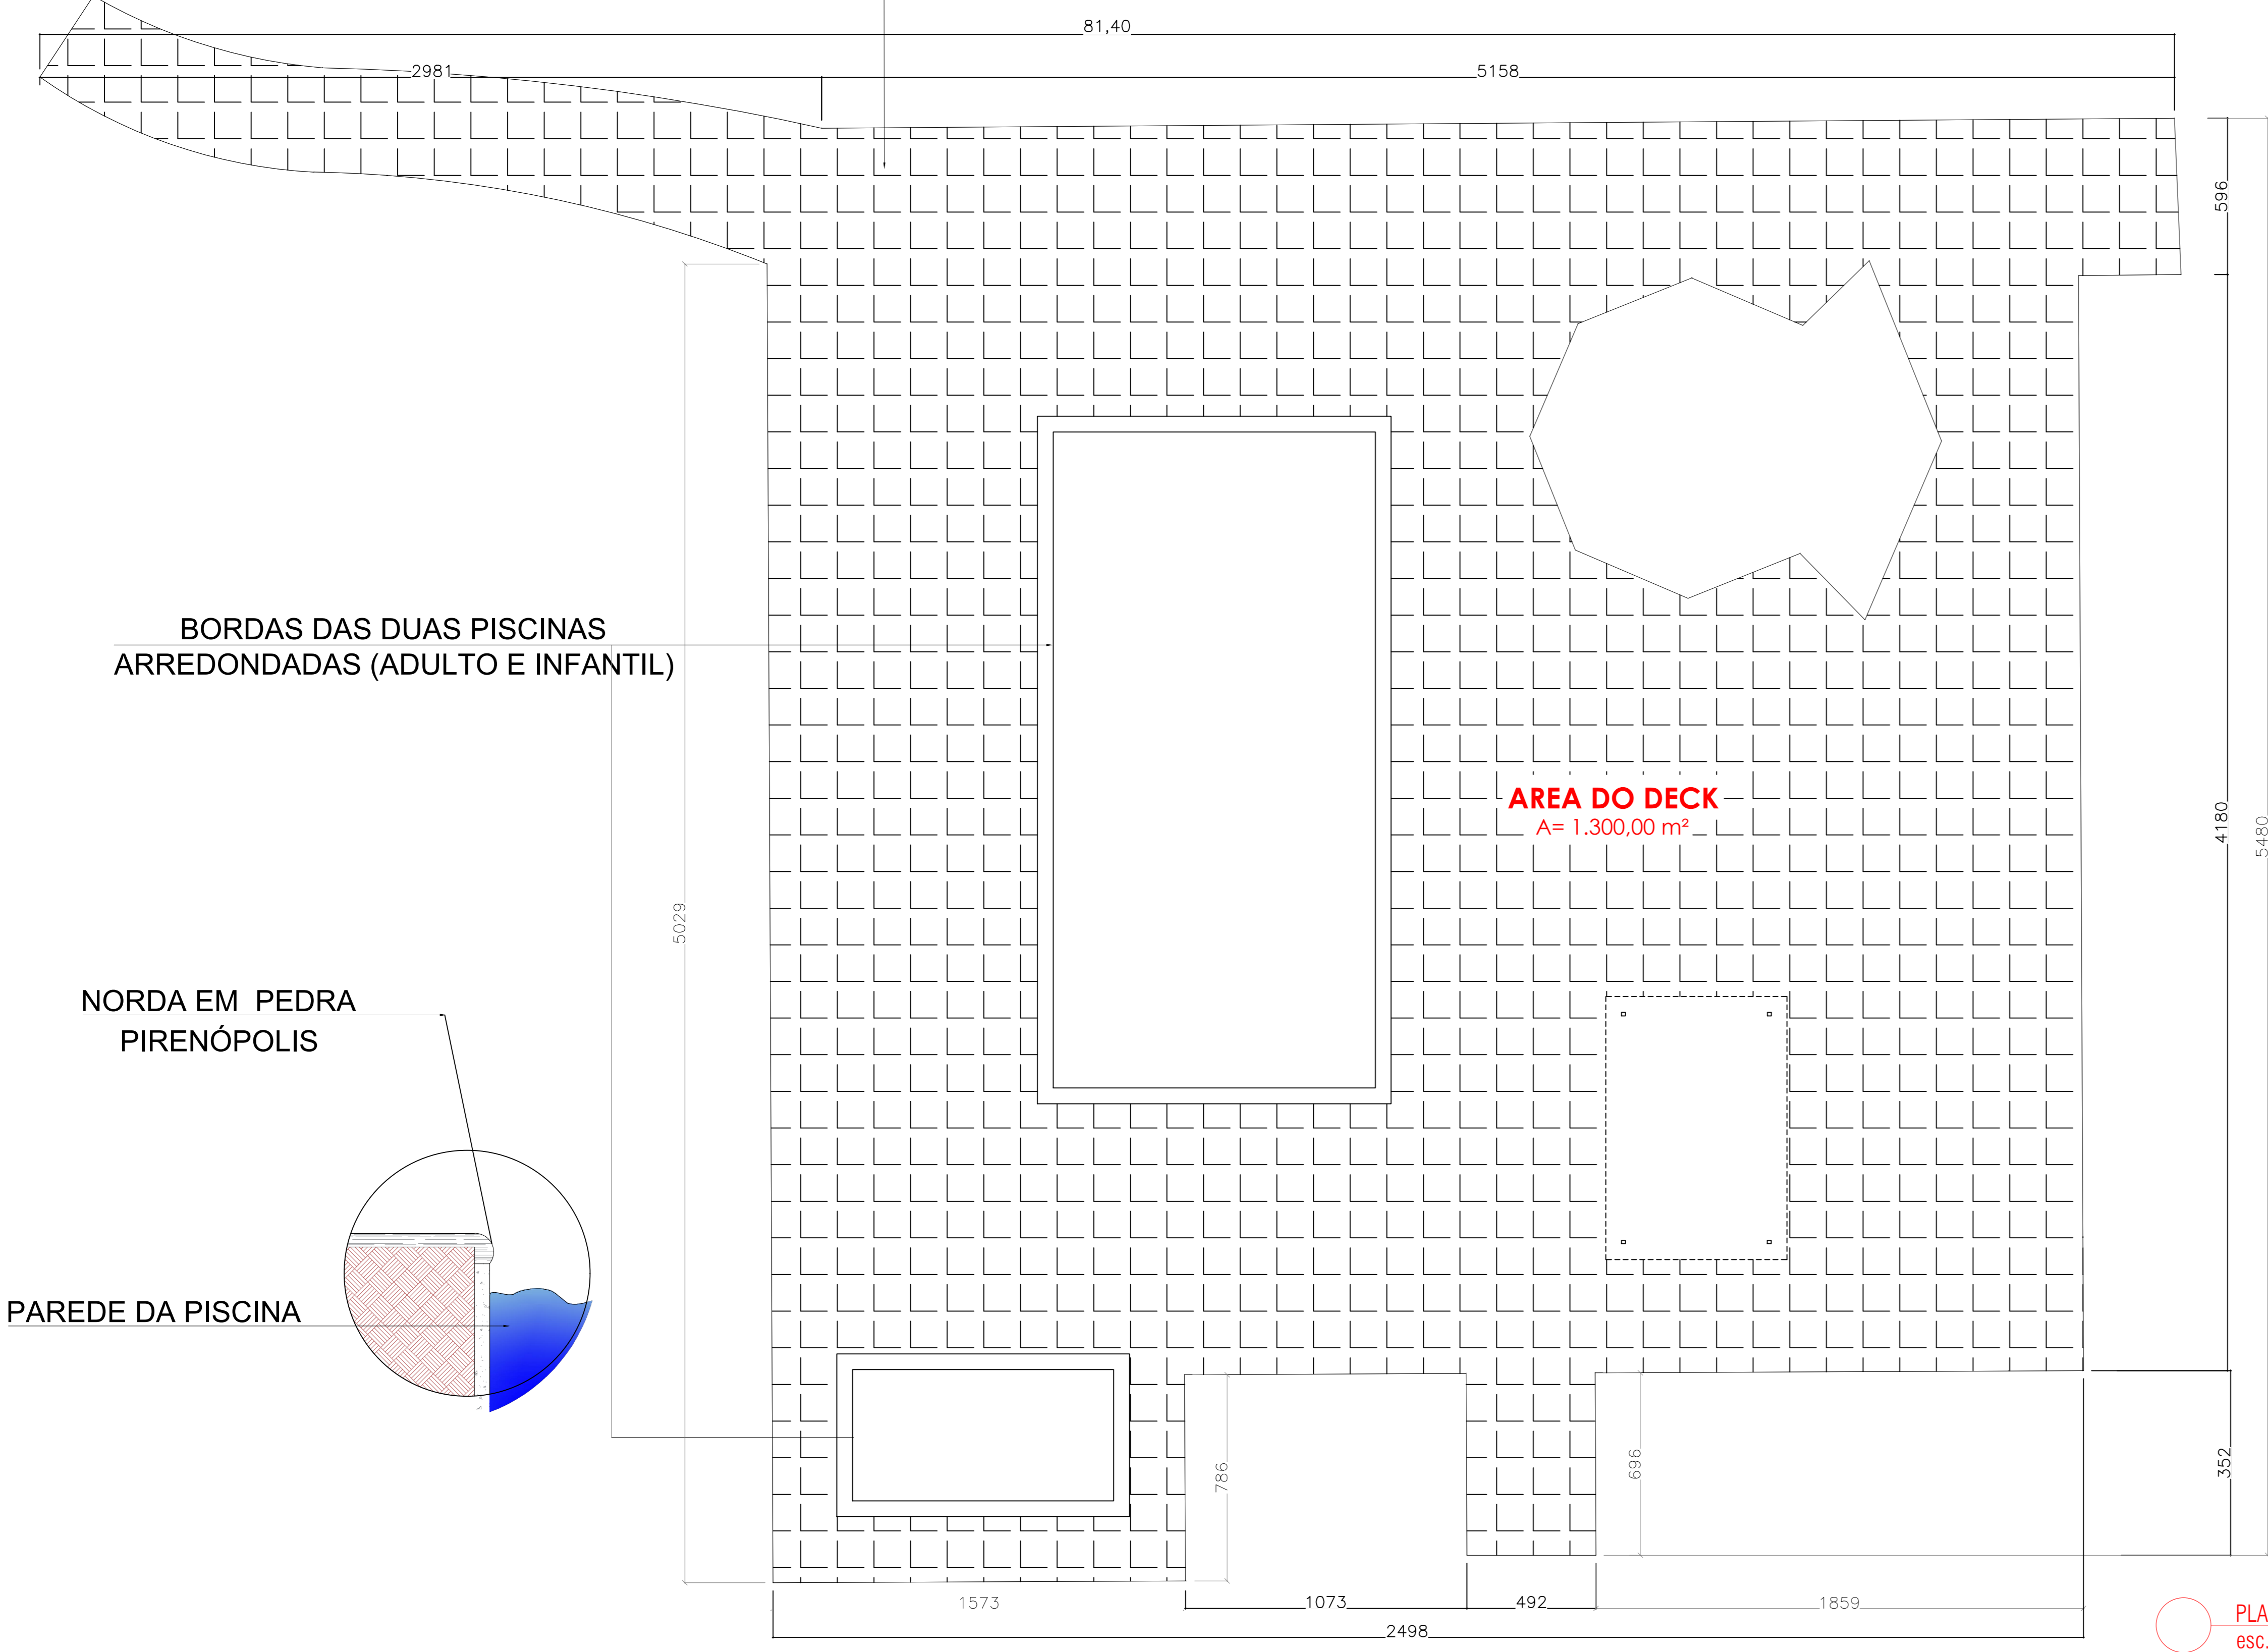 81,40
2981
5158
596
BORDAS DAS DUAS PISCINAS
ARREDONDADAS (ADULTO E INFANTIL)
AREA DO DECK
A= 1.300,00 m²
4180
5480
5029
NORDA EM PEDRA
PIRENÓPOLIS
PAREDE DA PISCINA
786
696
352
1573
1073
492
1859
2498
PLA
esc.